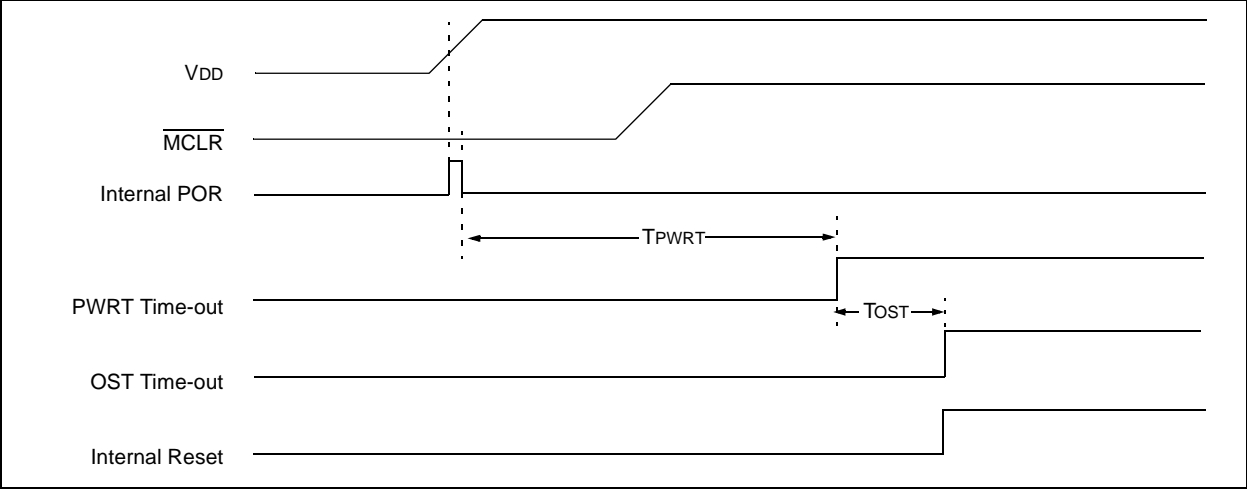 VDD
MCLR
Internal POR
TPWRT
PWRT Time-out
TOST
OST Time-out
Internal Reset